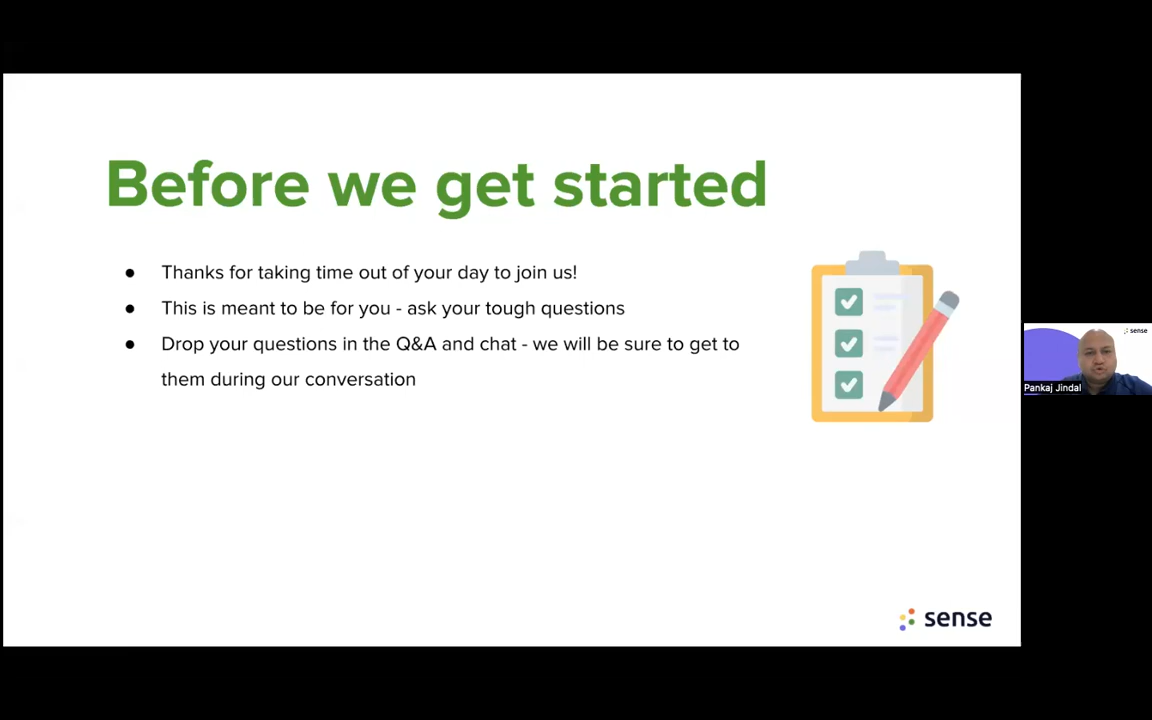 Before we get started
● Thanks for taking time out of your day to join us!
● This is meant to be for you - ask your tough questions
● Drop your questions in the Q&A and chat - we will be sure to get to
them during our conversation
sense
Pankaj Jindal
sense